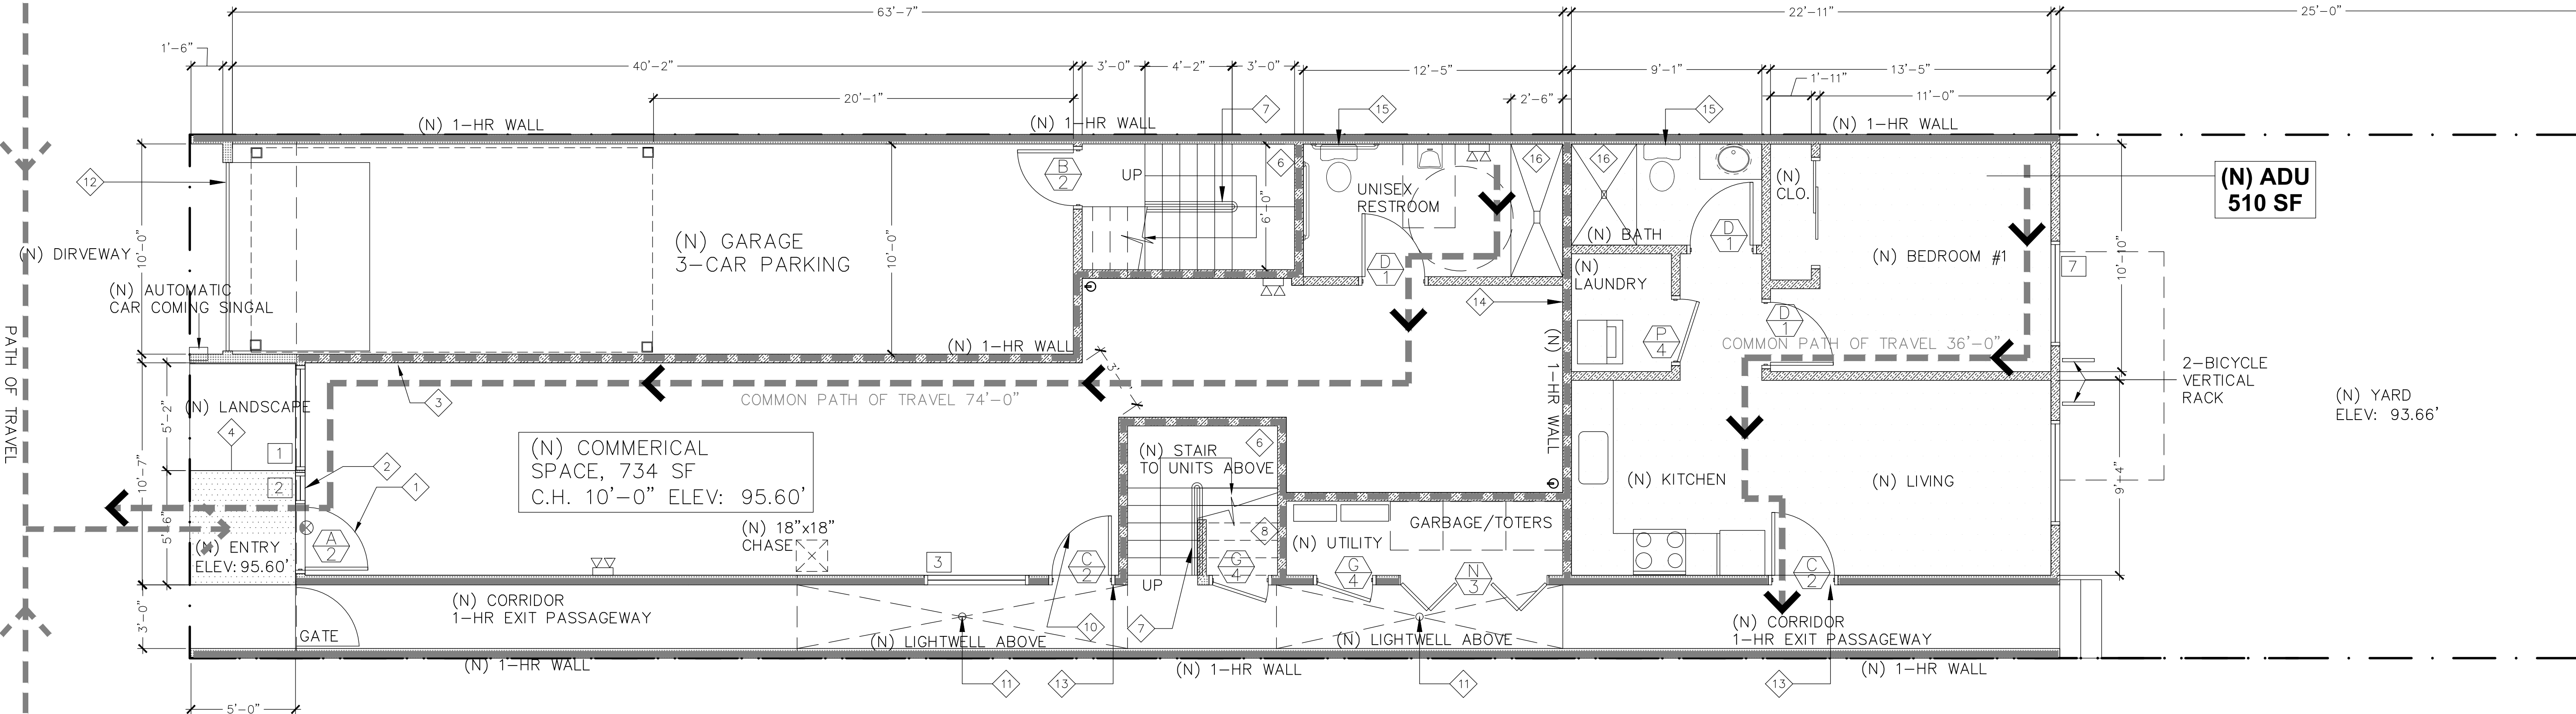 63'-7"
22'-11"
25'-0"
1'-6"
40'-2"
3'-0"
4'-2"
3'-0"
12'-5"
9'-1"
13'-5"
1'-11"
20'-1"
2'-6"
11'-0"
7
15
15
(N) 1-HR WALL
(N) 1-HR WALL
(N) 1-HR WALL
12
B
2
UP
6
6'-0"
16
16
UNISEX
RESTROOM
(N)
CLO.
(N) ADU
510 SF
(N) DIRVEWAY
10'-0"
(N) GARAGE
3-CAR PARKING
10'-0"
D
1
(N) BATH
D
1
(N) BEDROOM #1
10'-10"
7
(N)
LAUNDRY
(N) AUTOMATIC
CAR COMING SINGAL
14
D
1
P
4
(N) 1-HR WALL
(N) 1-HR WALL
COMMON PATH OF TRAVEL 36'-0"
PATH OF TRAVEL
3
COMMON PATH OF TRAVEL 74'-0"
2-BICYCLE
VERTICAL
RACK
(N) YARD
ELEV: 93.66'
(N) LANDSCAPE
4
5'-2"
10'-7"
1
2
2
1
(N) COMMERICAL
SPACE, 734 SF
C.H. 10'-0" ELEV: 95.60'
(N) STAIR
TO UNITS ABOVE
6
(N) KITCHEN
(N) LIVING
9'-4"
5'-6"
(N) ENTRY
ELEV: 95.60'
A
2
(N) 18"x18"
CHASE
3
C
2
8
G
4
UP
GARBAGE/TOTERS
(N) UTILITY
G
4
N
3
C
2
3'-0"
GATE
(N) CORRIDOR
1-HR EXIT PASSAGEWAY
(N) LIGHTWELL ABOVE
10
7
(N) LIGHTWELL ABOVE
(N) CORRIDOR
1-HR EXIT PASSAGEWAY
(N) 1-HR WALL
(N) 1-HR WALL
(N) 1-HR WALL
11
13
11
13
5'-0"